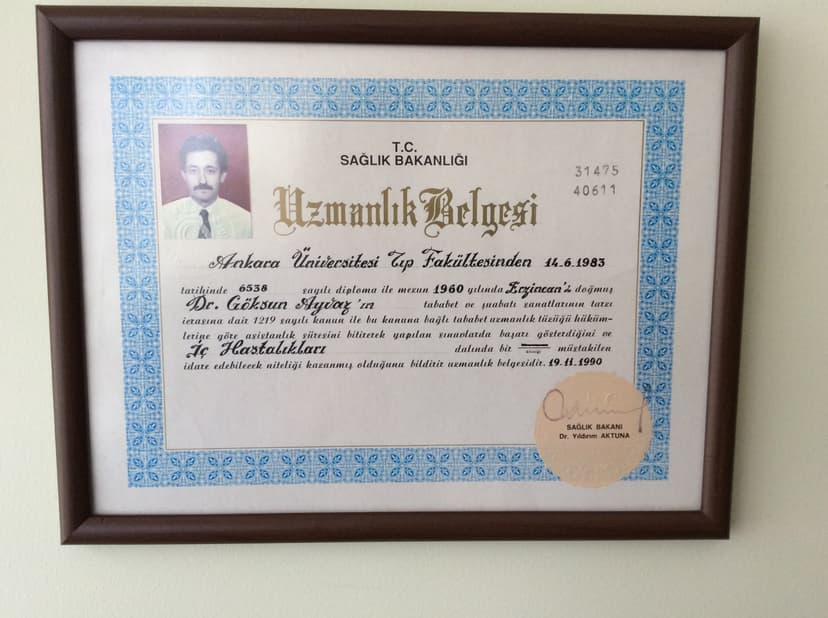 T.C.
SAĞLIK BAKANLIĞI
31475
40611
Uzmanlık Belgesi
Ankara Üniversitesi Tıp Fakültesinden 14.6.1983
tarihinde 6538 sayılı diploma ile mezun 1960 yılında Erzincan'da doğmuş
Dr. Göksun Ayvaz'ın tababet ve şuabatı sanatlarının tarzı
icrasına dair 1219 sayılı kanun ile bu kanuna bağlı tababet uzmanlık tüzüğü hüküm-
lerine göre asistanlık süresini bitirerek yapılan sınavlarda başarı gösterdiğini ve
İç Hastalıkları dalında bir müstakilen
idare edebilecek niteliği kazanmış olduğunu bildirir uzmanlık belgesidir. 19.11.1990
SAĞLIK BAKANI
Dr. Yıldırım AKTUNA